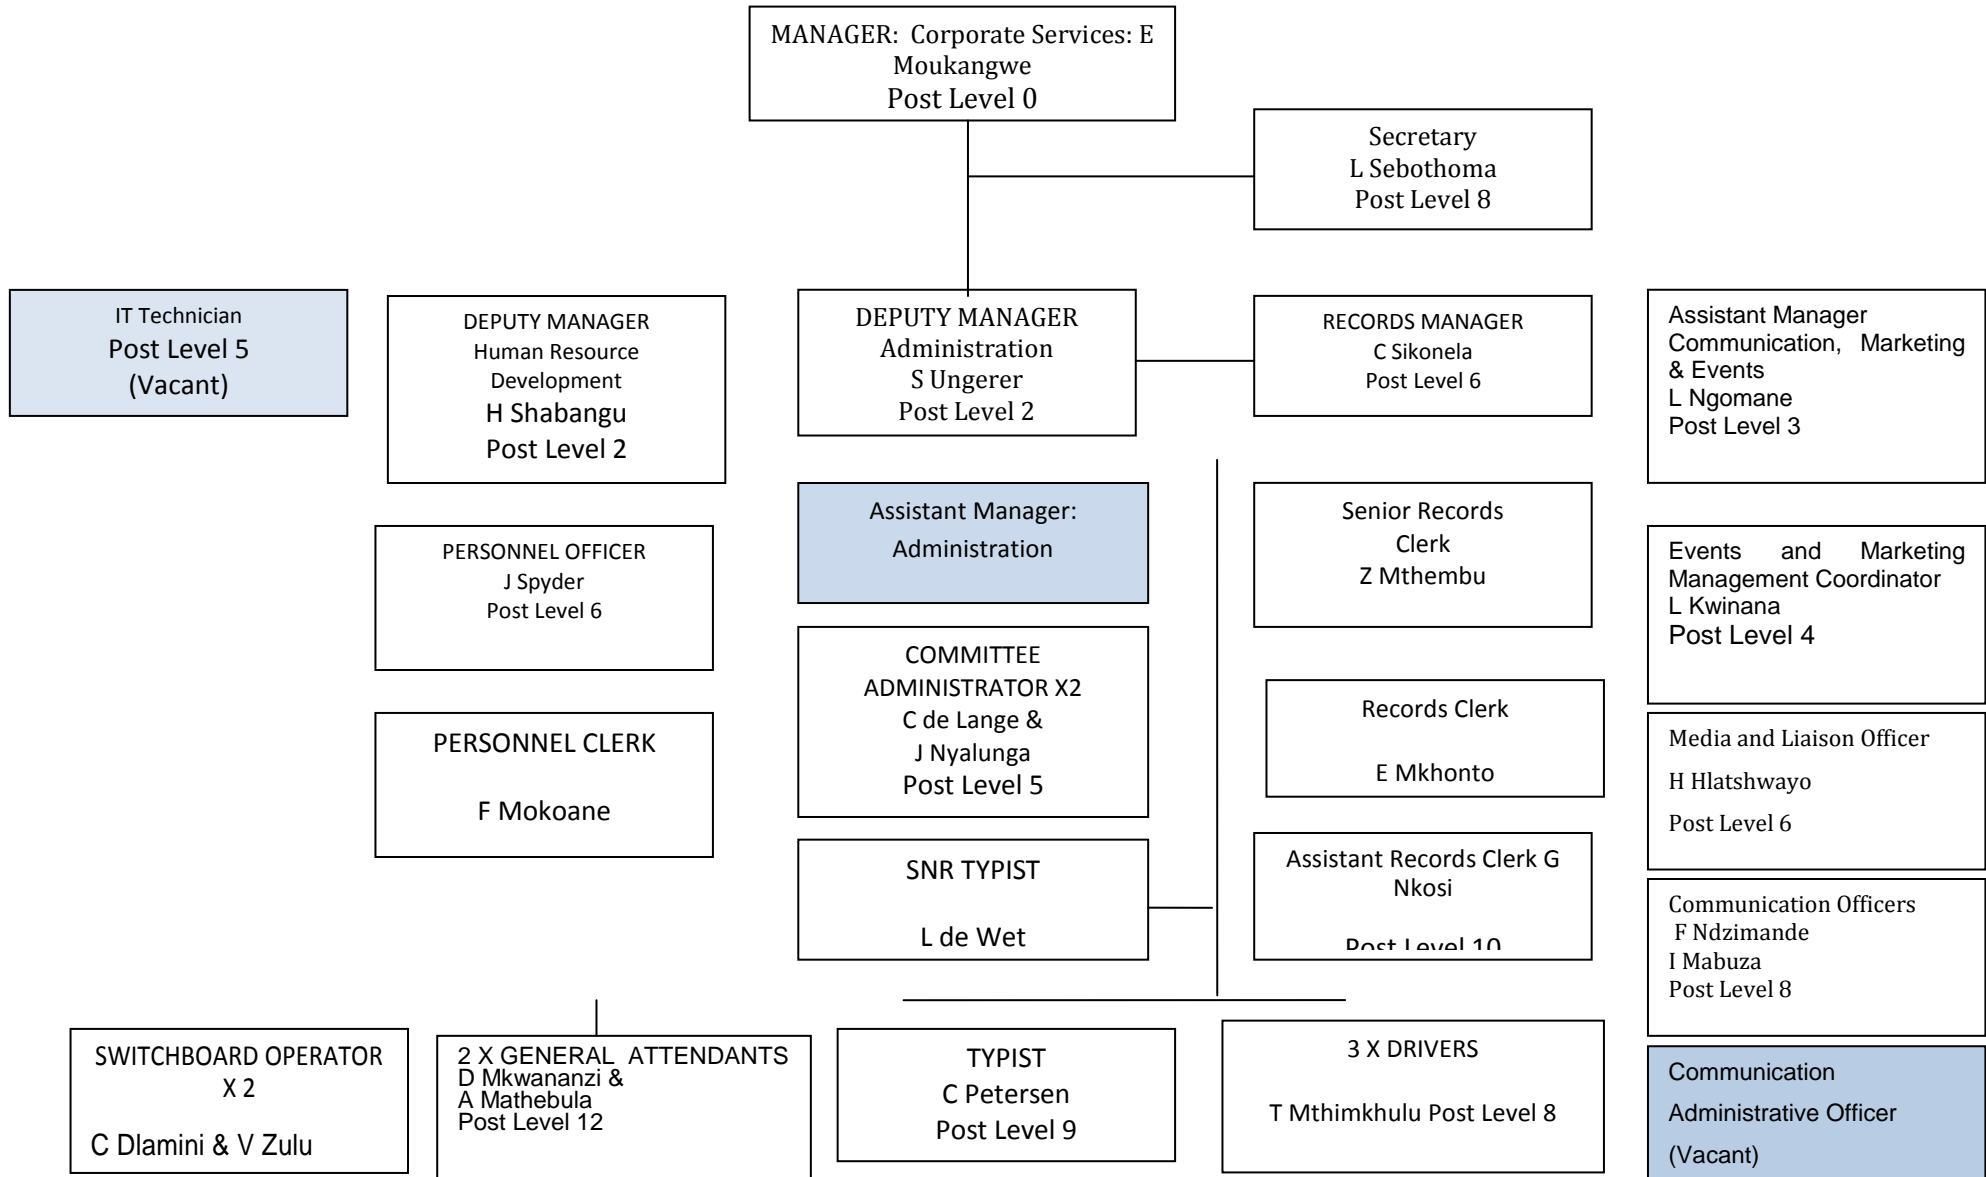 MANAGER: Corporate Services: E
Moukangwe
Post Level 0
Secretary
L Sebothoma
Post Level 8
IT Technician
Post Level 5
(Vacant)
DEPUTY MANAGER
Human Resource
Development
H Shabangu
Post Level 2
DEPUTY MANAGER
Administration
S Ungerer
Post Level 2
RECORDS MANAGER
C Sikonela
Post Level 6
Assistant Manager
Communication, Marketing
& Events
L Ngomane
Post Level 3
PERSONNEL OFFICER
J Spyder
Post Level 6
Assistant Manager:
Administration
Senior Records
Clerk
Z Mthembu
Events and Marketing
Management Coordinator
L Kwinana
Post Level 4
PERSONNEL CLERK
F Mokoane
COMMITTEE
ADMINISTRATOR X2
C de Lange &
J Nyalunga
Post Level 5
Records Clerk
E Mkhonto
Media and Liaison Officer
H Hlatshwayo
Post Level 6
SNR TYPIST
L de Wet
Assistant Records Clerk G
Nkosi
Post Level 10
Communication Officers
F Ndzimande
I Mabuza
Post Level 8
SWITCHBOARD OPERATOR
X 2
C Dlamini & V Zulu
2 X GENERAL ATTENDANTS
D Mkwananzi &
A Mathebula
Post Level 12
TYPIST
C Petersen
Post Level 9
3 X DRIVERS
T Mthimkhulu Post Level 8
Communication
Administrative Officer
(Vacant)